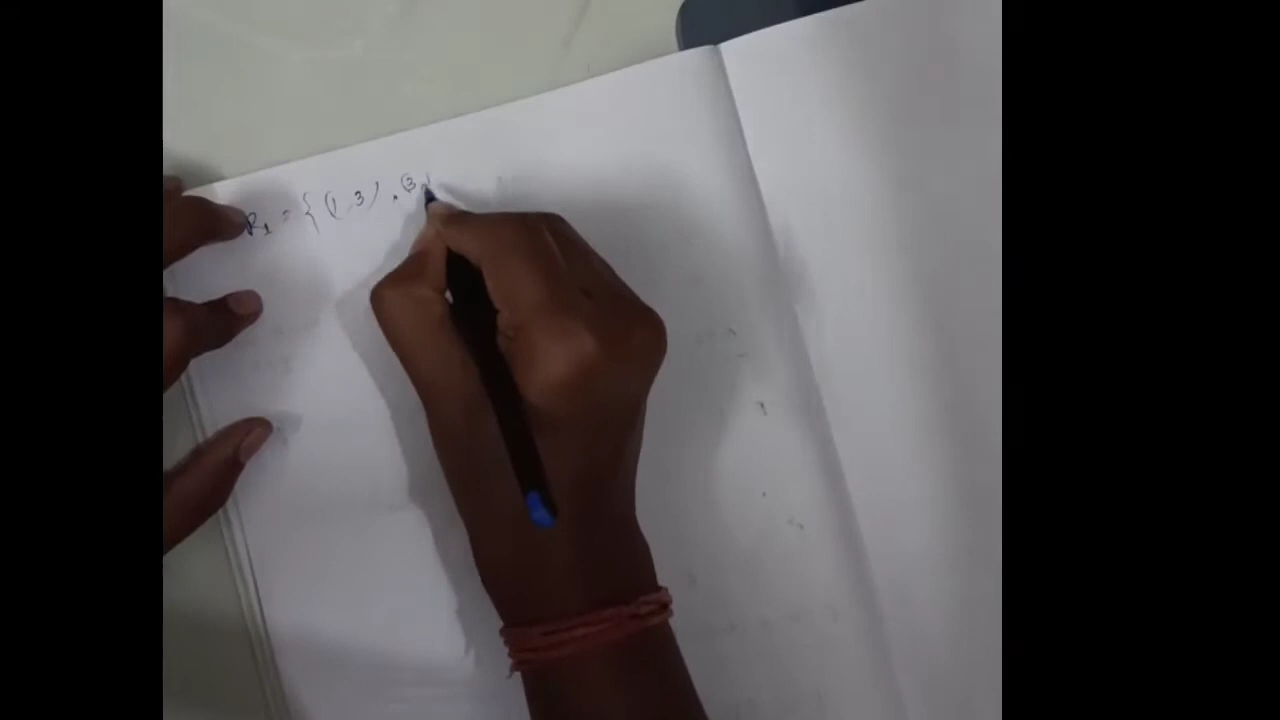 R₁ = { (1, 3), (3,